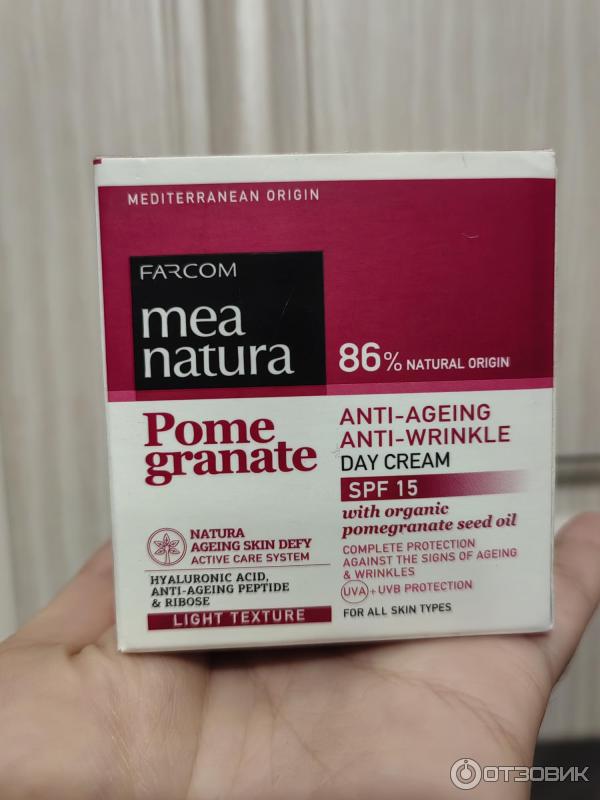 MEDITERRANEAN ORIGIN
FARCOM
mea
natura
86% NATURAL ORIGIN
Pome
granate
ANTI-AGEING
ANTI-WRINKLE
DAY CREAM
SPF 15
with organic
pomegranate seed oil
NATURA
AGEING SKIN DEFY
ACTIVE CARE SYSTEM
HYALURONIC ACID,
ANTI-AGEING PEPTIDE
& RIBOSE
LIGHT TEXTURE
COMPLETE PROTECTION
AGAINST THE SIGNS OF AGEING
& WRINKLES
UVA + UVB PROTECTION
FOR ALL SKIN TYPES
ОТЗОВИК